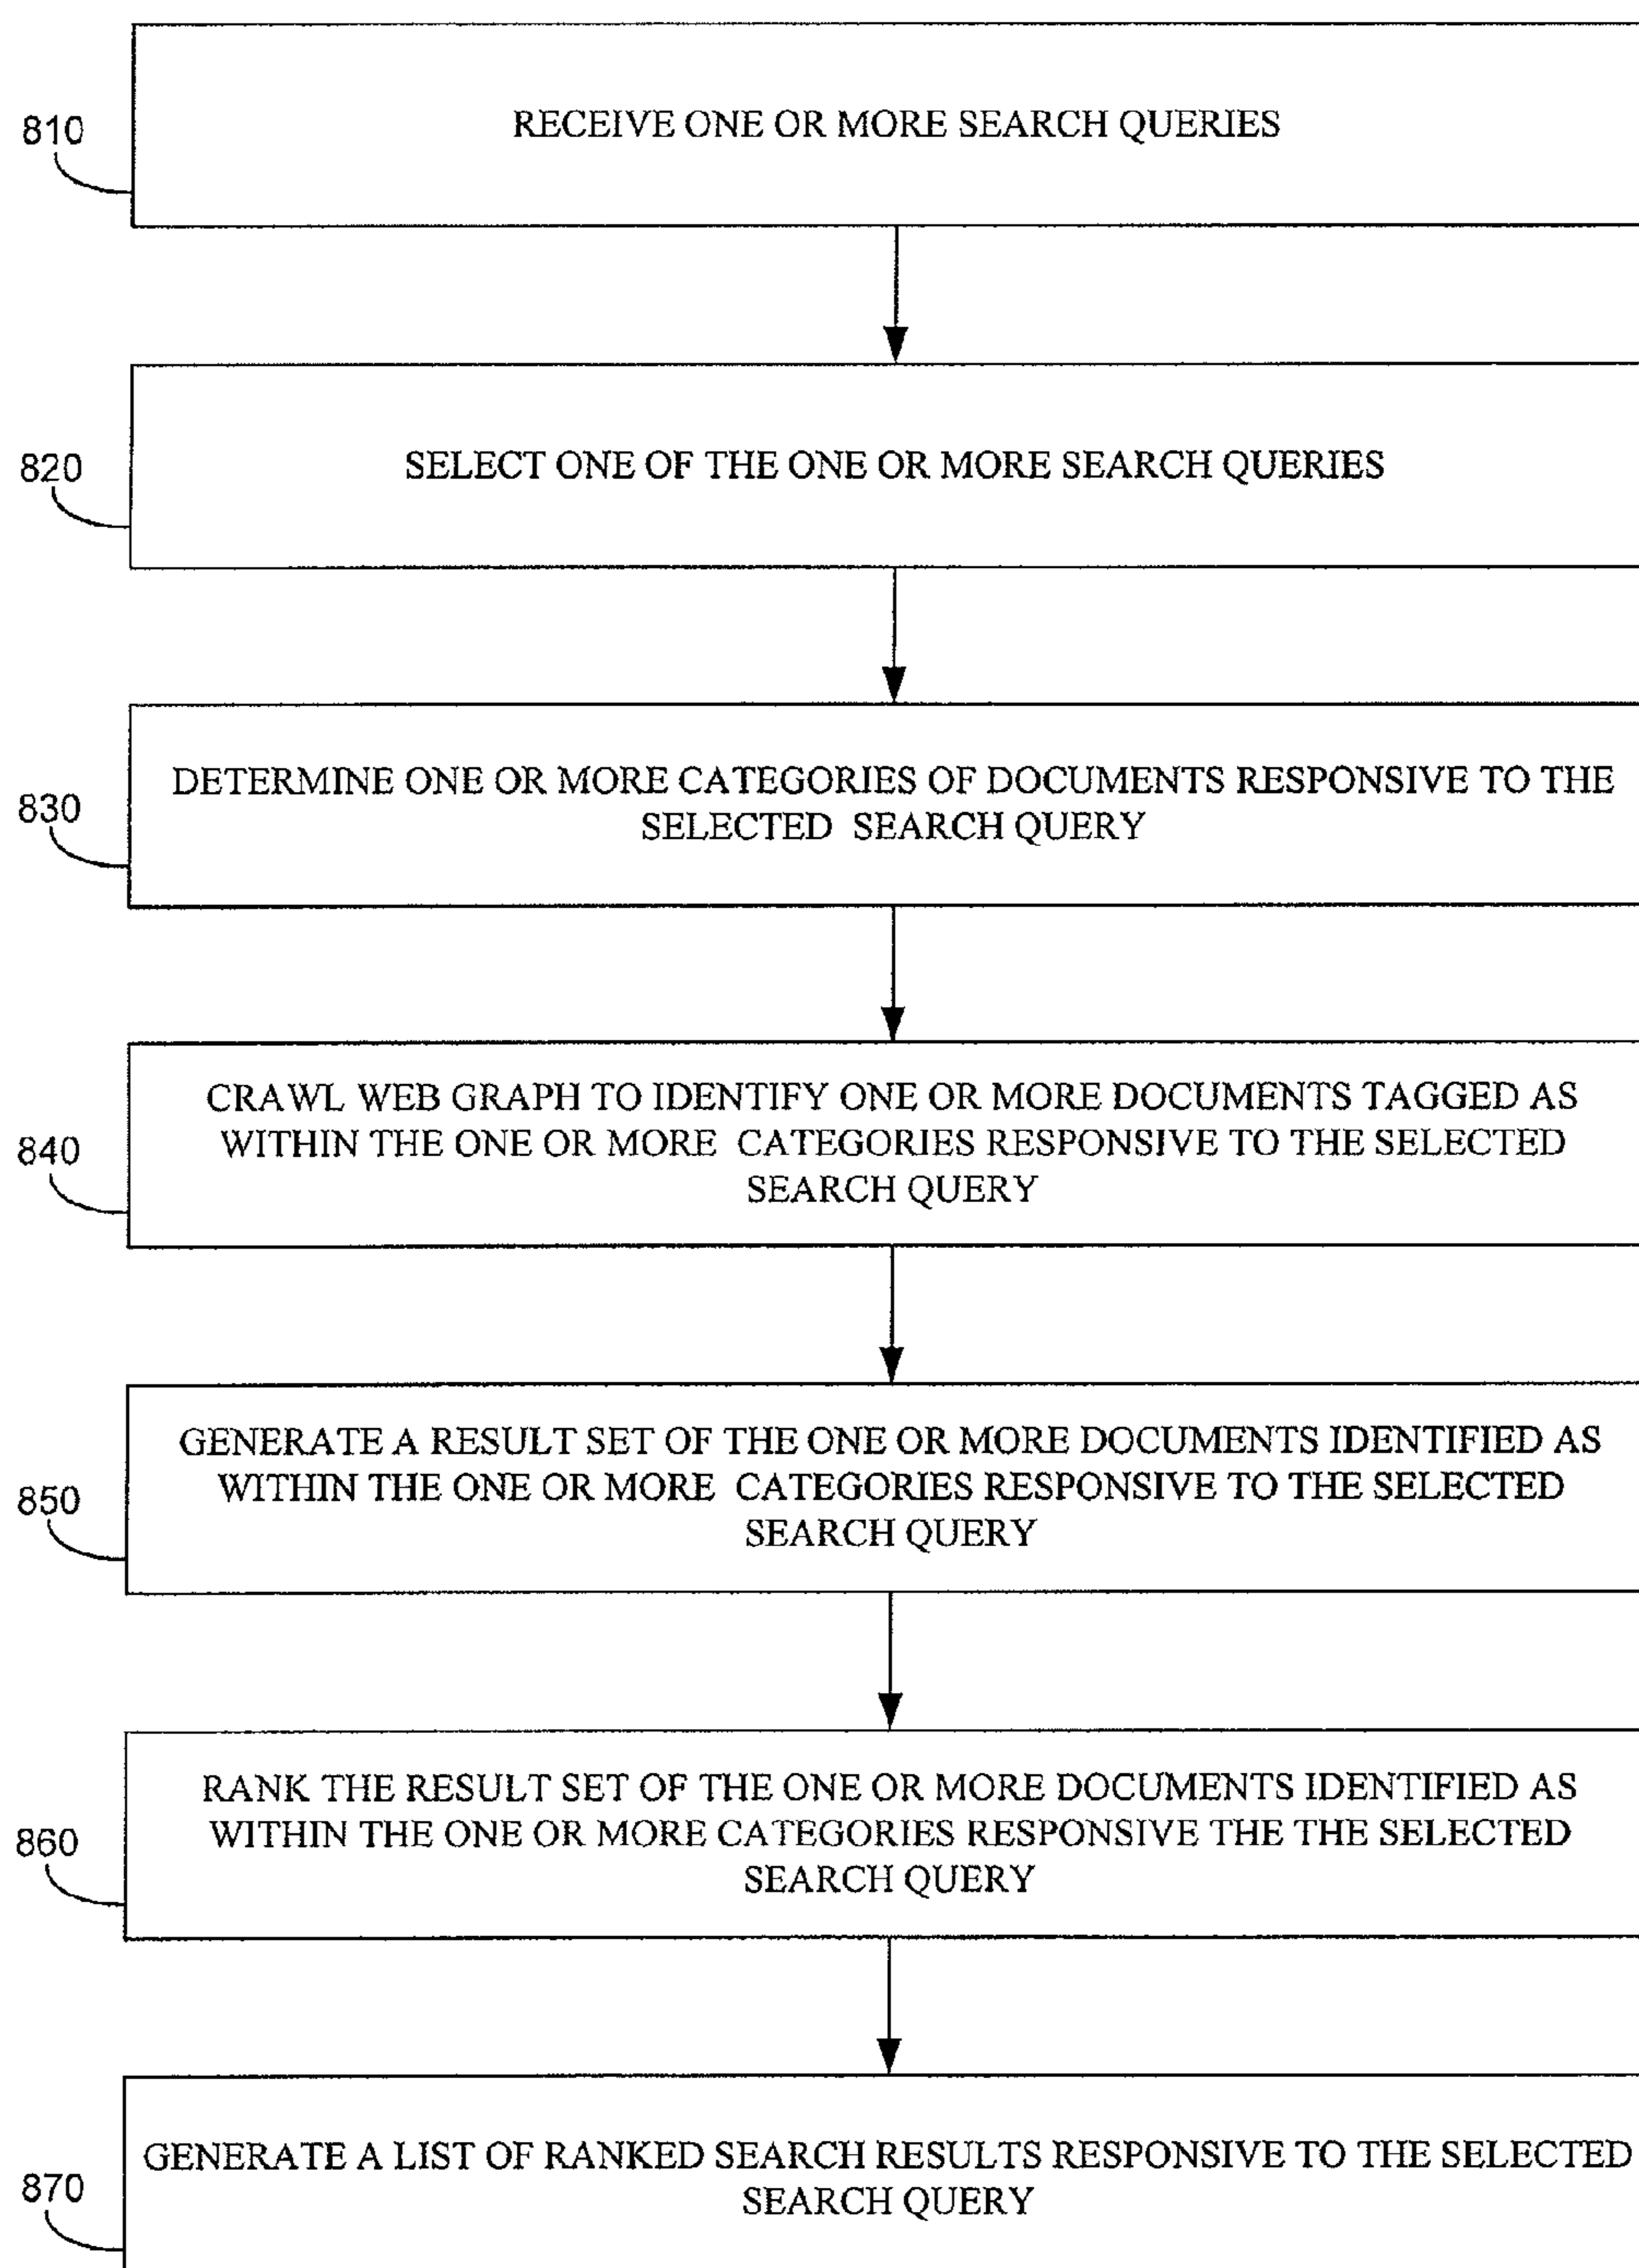 810
RECEIVE ONE OR MORE SEARCH QUERIES
820
SELECT ONE OF THE ONE OR MORE SEARCH QUERIES
830
DETERMINE ONE OR MORE CATEGORIES OF DOCUMENTS RESPONSIVE TO THE
SELECTED SEARCH QUERY
840
CRAWL WEB GRAPH TO IDENTIFY ONE OR MORE DOCUMENTS TAGGED AS
WITHIN THE ONE OR MORE CATEGORIES RESPONSIVE TO THE SELECTED
SEARCH QUERY
850
GENERATE A RESULT SET OF THE ONE OR MORE DOCUMENTS IDENTIFIED AS
WITHIN THE ONE OR MORE CATEGORIES RESPONSIVE TO THE SELECTED
SEARCH QUERY
860
RANK THE RESULT SET OF THE ONE OR MORE DOCUMENTS IDENTIFIED AS
WITHIN THE ONE OR MORE CATEGORIES RESPONSIVE THE THE SELECTED
SEARCH QUERY
870
GENERATE A LIST OF RANKED SEARCH RESULTS RESPONSIVE TO THE SELECTED
SEARCH QUERY